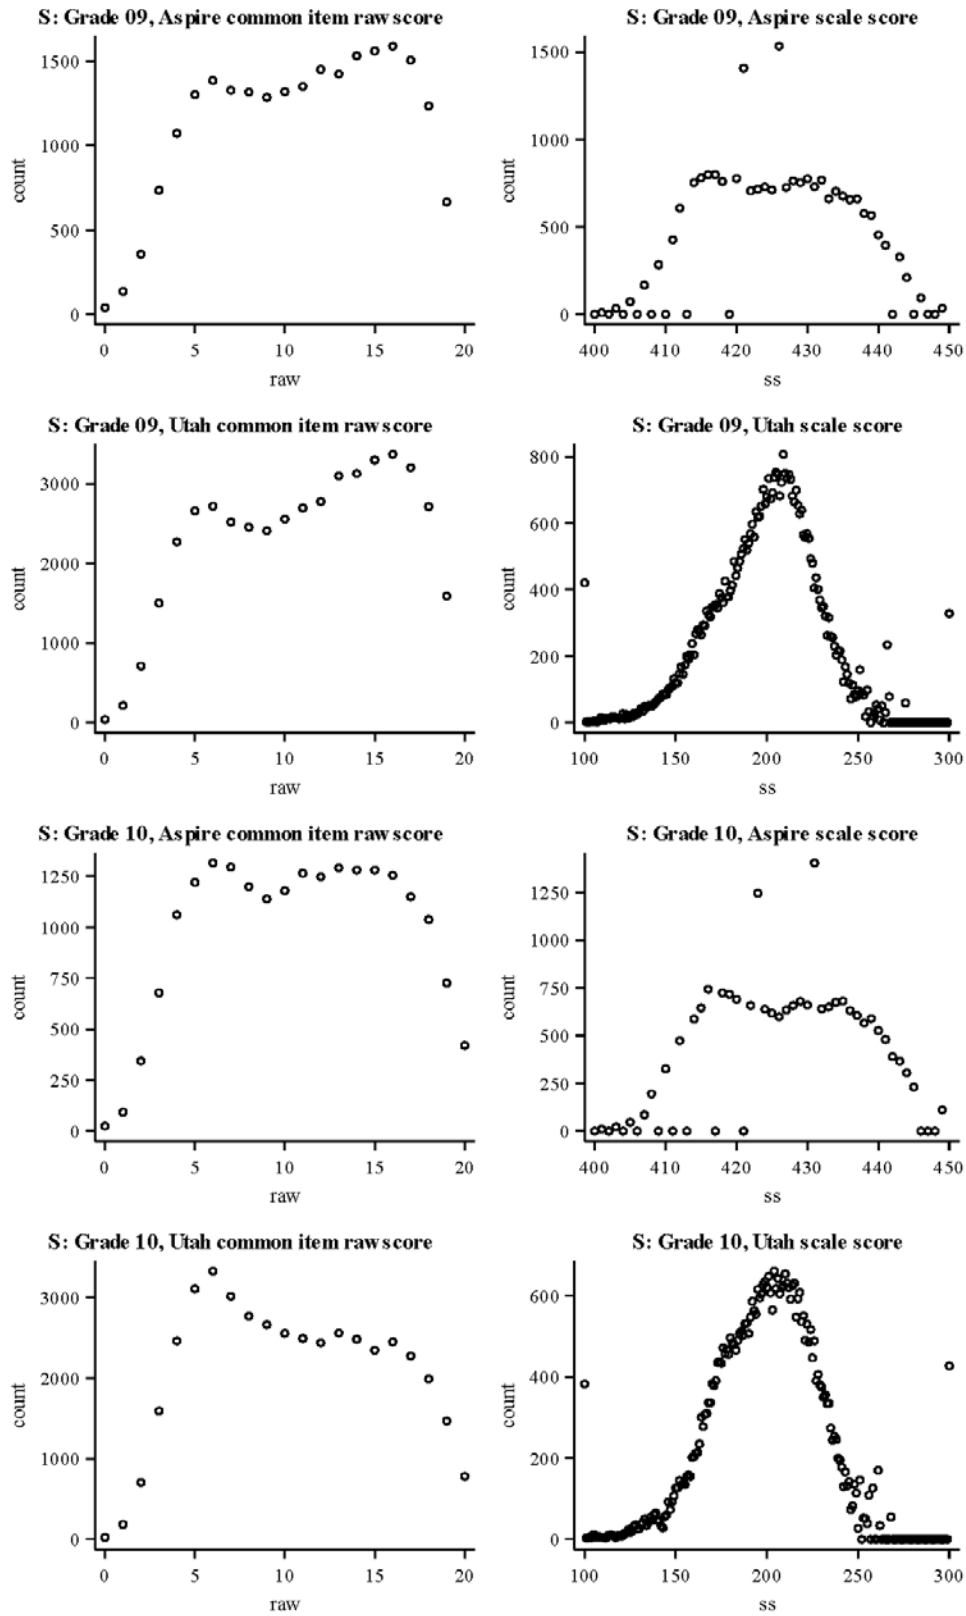 S: Grade 09, Aspire common item raw score
count
1500
1000
500
0
0 5 10 15 20
raw
S: Grade 09, Aspire scale score
count
1500
1000
500
0
400 410 420 430 440 450
ss
S: Grade 09, Utah common item raw score
count
3000
2000
1000
0
0 5 10 15 20
raw
S: Grade 09, Utah scale score
count
800
600
400
200
0
100 150 200 250 300
ss
S: Grade 10, Aspire common item raw score
count
1250
1000
750
500
250
0
0 5 10 15 20
raw
S: Grade 10, Aspire scale score
count
1250
1000
750
500
250
0
400 410 420 430 440 450
ss
S: Grade 10, Utah common item raw score
count
3000
2000
1000
0
0 5 10 15 20
raw
S: Grade 10, Utah scale score
count
600
400
200
0
100 150 200 250 300
ss